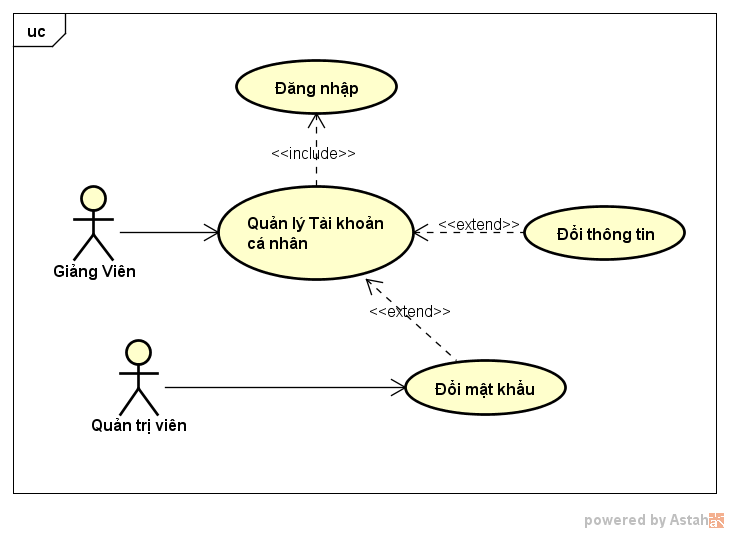 uc
Đăng nhập
<<include>>
Quản lý Tài khoản
cá nhân
<<extend>>
Đổi thông tin
Giảng Viên
<<extend>>
Đổi mật khẩu
Quản trị viên
powered by Astah